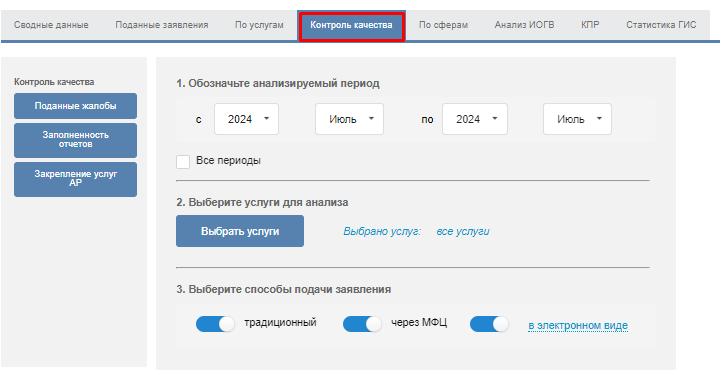 Сводные данные Поданные заявления По услугам Контроль качества По сферам Анализ ИОГВ КПР Статистика ГИС
Контроль качества
Поданные жалобы
Заполненность
отчетов
Закрепление услуг
АР
1. Обозначьте анализируемый период
с 2024 Июль по 2024 Июль
Все периоды
2. Выберите услуги для анализа
Выбрать услуги Выбрано услуг: все услуги
3. Выберите способы подачи заявления
традиционный через МФЦ в электронном виде